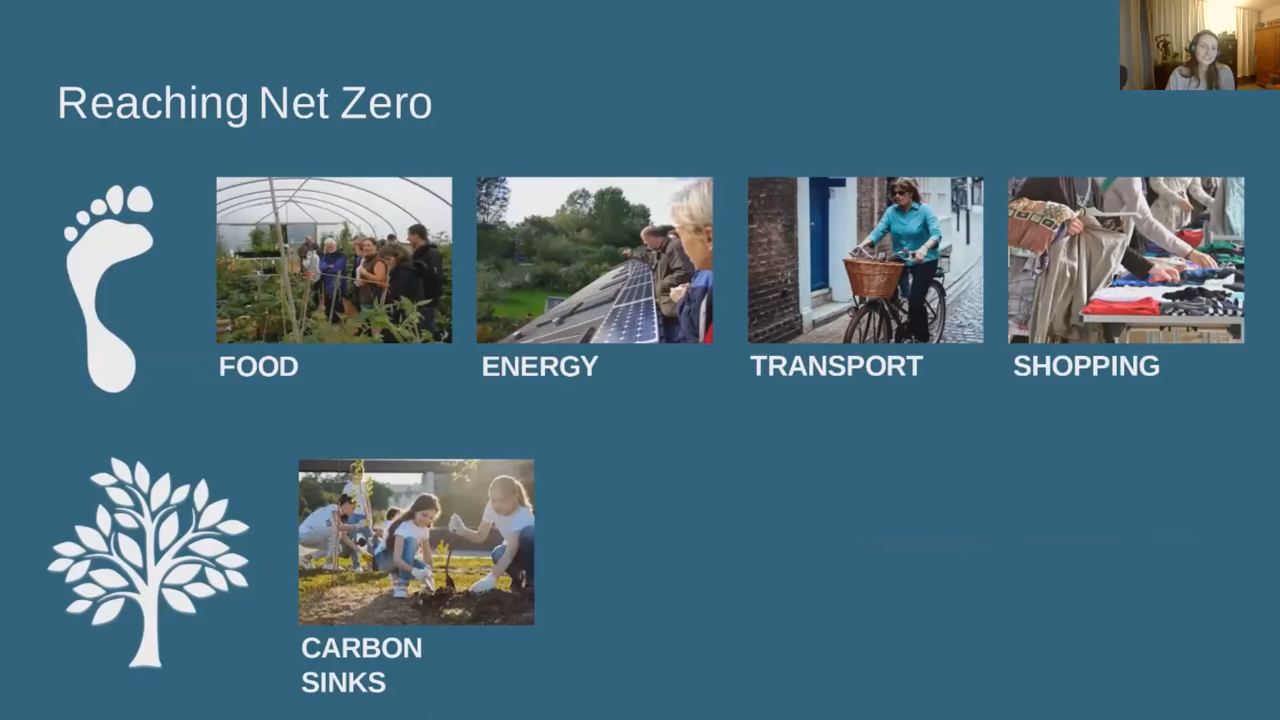 Reaching Net Zero
FOOD
ENERGY
TRANSPORT
SHOPPING
CARBON
SINKS